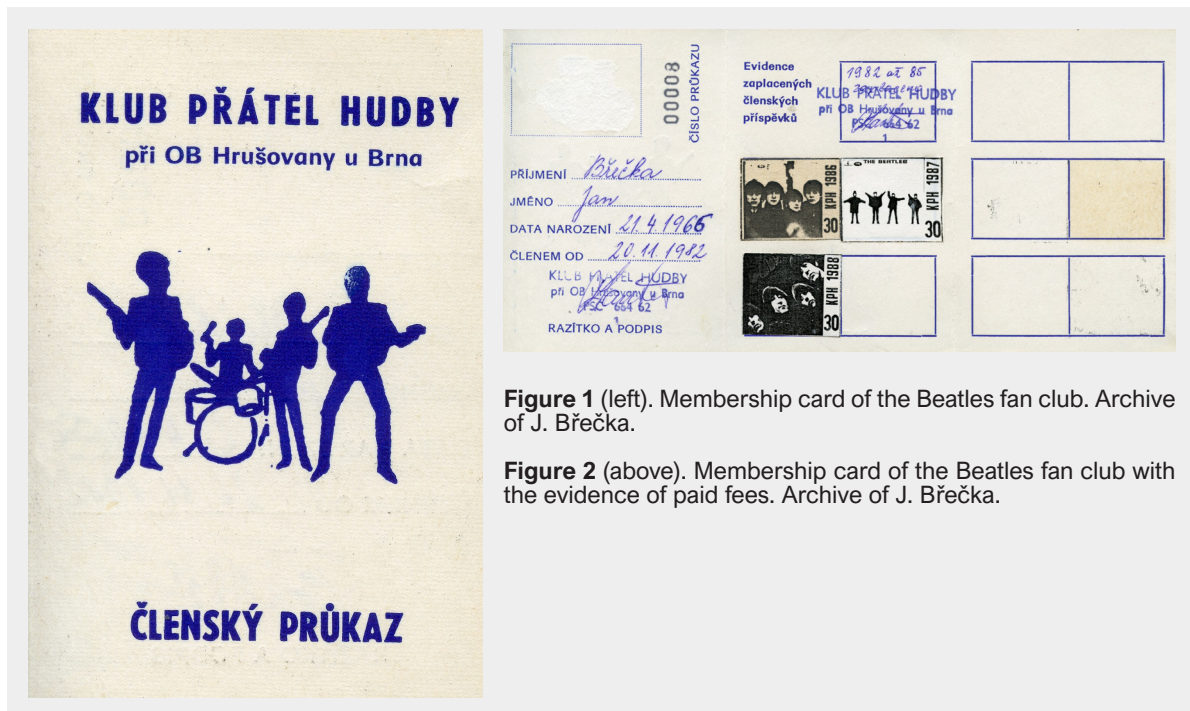 KLUB PŘÁTEL HUDBY
při OB Hrušovany u Brna
ČLENSKÝ PRŮKAZ
00008
ČÍSLO PRŮKAZU
PŘÍJMENÍ Břečka
JMÉNO Jan
DATA NAROZENÍ 21.4.1966
ČLENEM OD 20.11.1982
KLUB PŘÁTEL HUDBY
při OB Hrušovany u Brna
PSČ 664 62
1
RAZÍTKO A PODPIS
Evidence
zaplacených
členských
příspěvků
1982 až 85
KLUB PŘÁTEL HUDBY
při OB Hrušovany u Brna
PSČ 664 62
1
KPH 1986
30
THE BEATLES
KPH 1987
30
KPH 1988
30
Figure 1 (left). Membership card of the Beatles fan club. Archive
of J. Břečka.
Figure 2 (above). Membership card of the Beatles fan club with
the evidence of paid fees. Archive of J. Břečka.